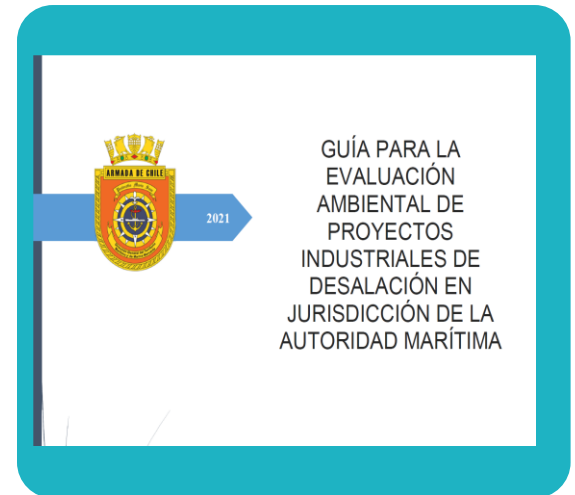 ARMADA DE CHILE
2021
GUÍA PARA LA
EVALUACIÓN
AMBIENTAL DE
PROYECTOS
INDUSTRIALES DE
DESALACIÓN EN
JURISDICCIÓN DE LA
AUTORIDAD MARÍTIMA